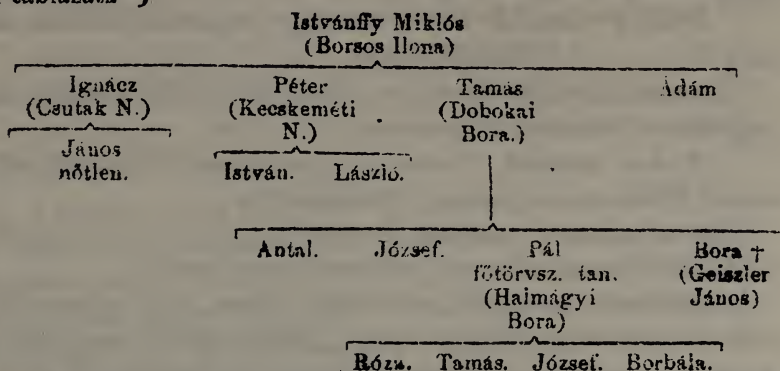 Istvánffy Miklós
(Borsos Ilona)
Ignácz Péter Tamás Ádám
(Csutak N.) (Kecskeméti (Dobokai
N.) Bora.)
János
nőtlen. István. László.
Antal. József. Pál Bora †
főtörvsz. tan. (Geiszler
(Halmágyi János)
Bora)
Róza. Tamás. József. Borbála.